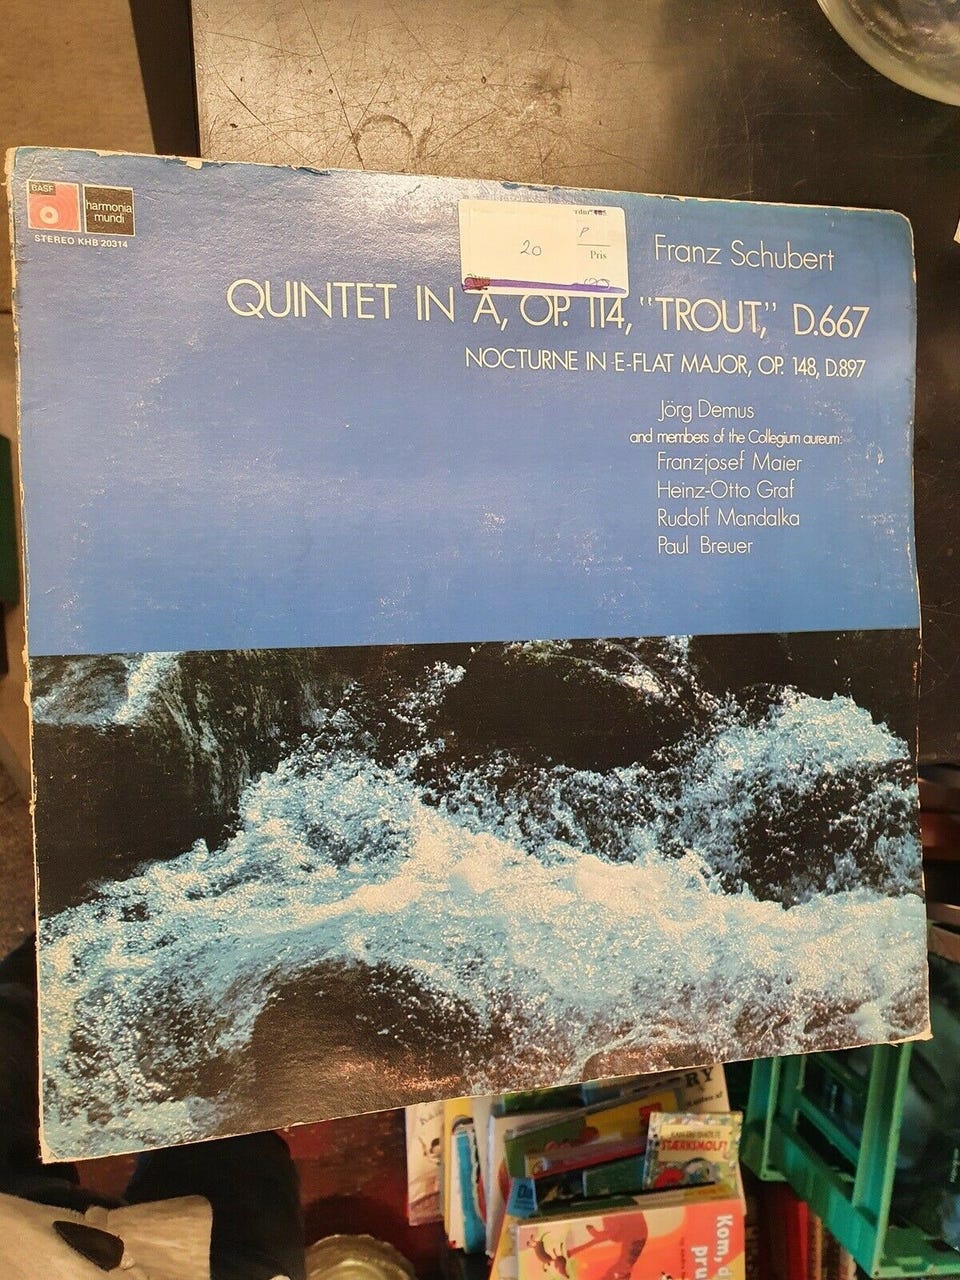 BASF
harmonia
mundi
STEREO KHB 20314
20
P
Pris
Franz Schubert
QUINTET IN A, OP. 114, "TROUT," D.667
NOCTURNE IN E-FLAT MAJOR, OP. 148, D.897
Jörg Demus
and members of the Collegium aureum:
Franzjosef Maier
Heinz-Otto Graf
Rudolf Mandalka
Paul Breuer
STÆRKSMØLF
Kom,